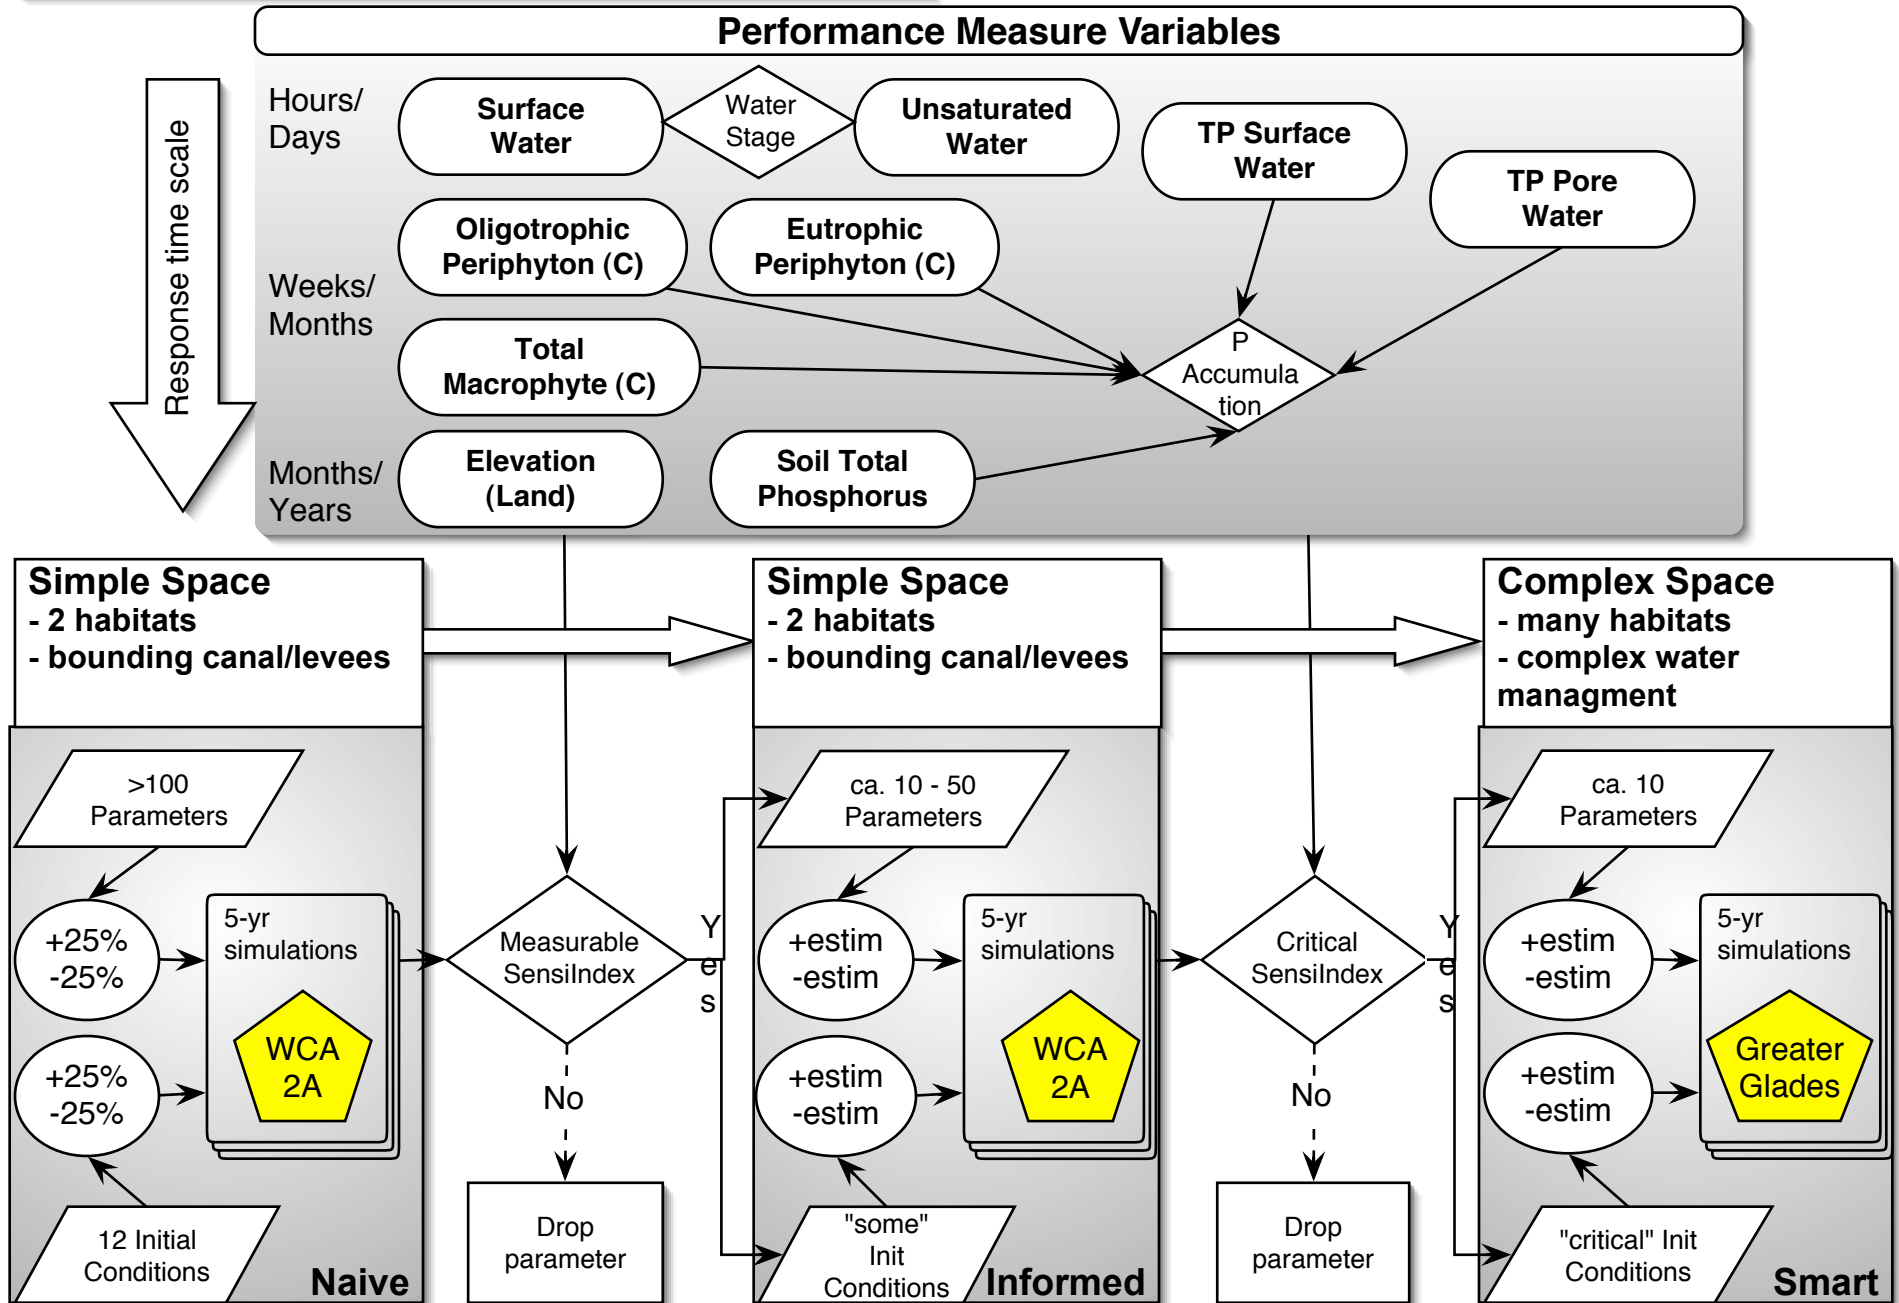 Performance Measure Variables
Response time scale
Hours/
Days
Surface
Water
Water
Stage
Unsaturated
Water
TP Surface
Water
TP Pore
Water
Weeks/
Months
Oligotrophic
Periphyton (C)
Eutrophic
Periphyton (C)
Total
Macrophyte (C)
P
Accumula
tion
Months/
Years
Elevation
(Land)
Soil Total
Phosphorus
Simple Space
- 2 habitats
- bounding canal/levees
>100
Parameters
+25%
-25%
+25%
-25%
5-yr
simulations
WCA
2A
12 Initial
Conditions
Naive
Measurable
SensiIndex
Yes
No
Drop
parameter
Simple Space
- 2 habitats
- bounding canal/levees
ca. 10 - 50
Parameters
+estim
-estim
+estim
-estim
5-yr
simulations
WCA
2A
"some"
Init
Conditions
Informed
Critical
SensiIndex
Yes
No
Drop
parameter
Complex Space
- many habitats
- complex water
managment
ca. 10
Parameters
+estim
-estim
+estim
-estim
5-yr
simulations
Greater
Glades
"critical" Init
Conditions
Smart